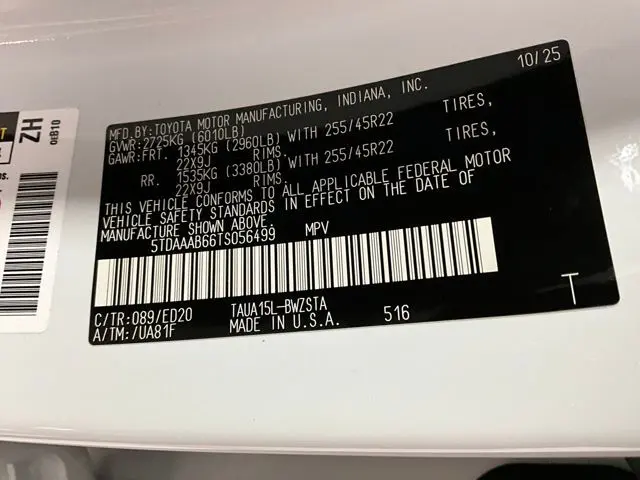 10/25
MFD.BY:TOYOTA MOTOR MANUFACTURING, INDIANA, INC.
GVWR:2725KG (6010LB)
GAWR:FRT. 1345KG (2960LB) WITH 255/45R22 TIRES,
22X9J RIMS.
RR. 1535KG (3380LB) WITH 255/45R22 TIRES,
22X9J RIMS.
THIS VEHICLE CONFORMS TO ALL APPLICABLE FEDERAL MOTOR
VEHICLE SAFETY STANDARDS IN EFFECT ON THE DATE OF
MANUFACTURE SHOWN ABOVE.
5TDAAAB66TS056499 MPV
C/TR:089/ED20 TAUA15L-BWZSTA
A/TM:/UA81F MADE IN U.S.A. 516
T
ZH